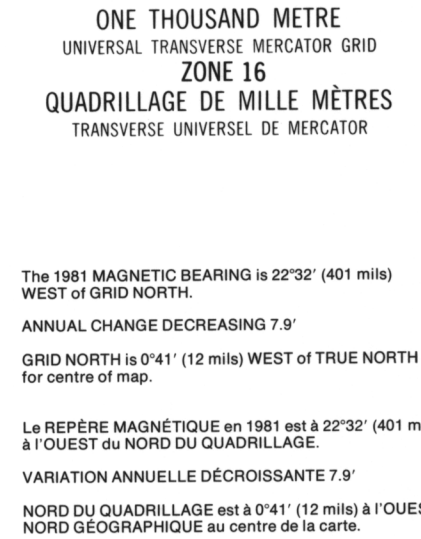 ONE THOUSAND METRE
UNIVERSAL TRANSVERSE MERCATOR GRID
ZONE 16
QUADRILLAGE DE MILLE MÈTRES
TRANSVERSE UNIVERSEL DE MERCATOR
The 1981 MAGNETIC BEARING is 22°32′ (401 mils)
WEST of GRID NORTH.
ANNUAL CHANGE DECREASING 7.9′
GRID NORTH is 0°41′ (12 mils) WEST of TRUE NORTH
for centre of map.
Le REPÈRE MAGNÉTIQUE en 1981 est à 22°32′ (401 m
à l'OUEST du NORD DU QUADRILLAGE.
VARIATION ANNUELLE DÉCROISSANTE 7.9′
NORD DU QUADRILLAGE est à 0°41′ (12 mils) à l'OUES
NORD GÉOGRAPHIQUE au centre de la carte.